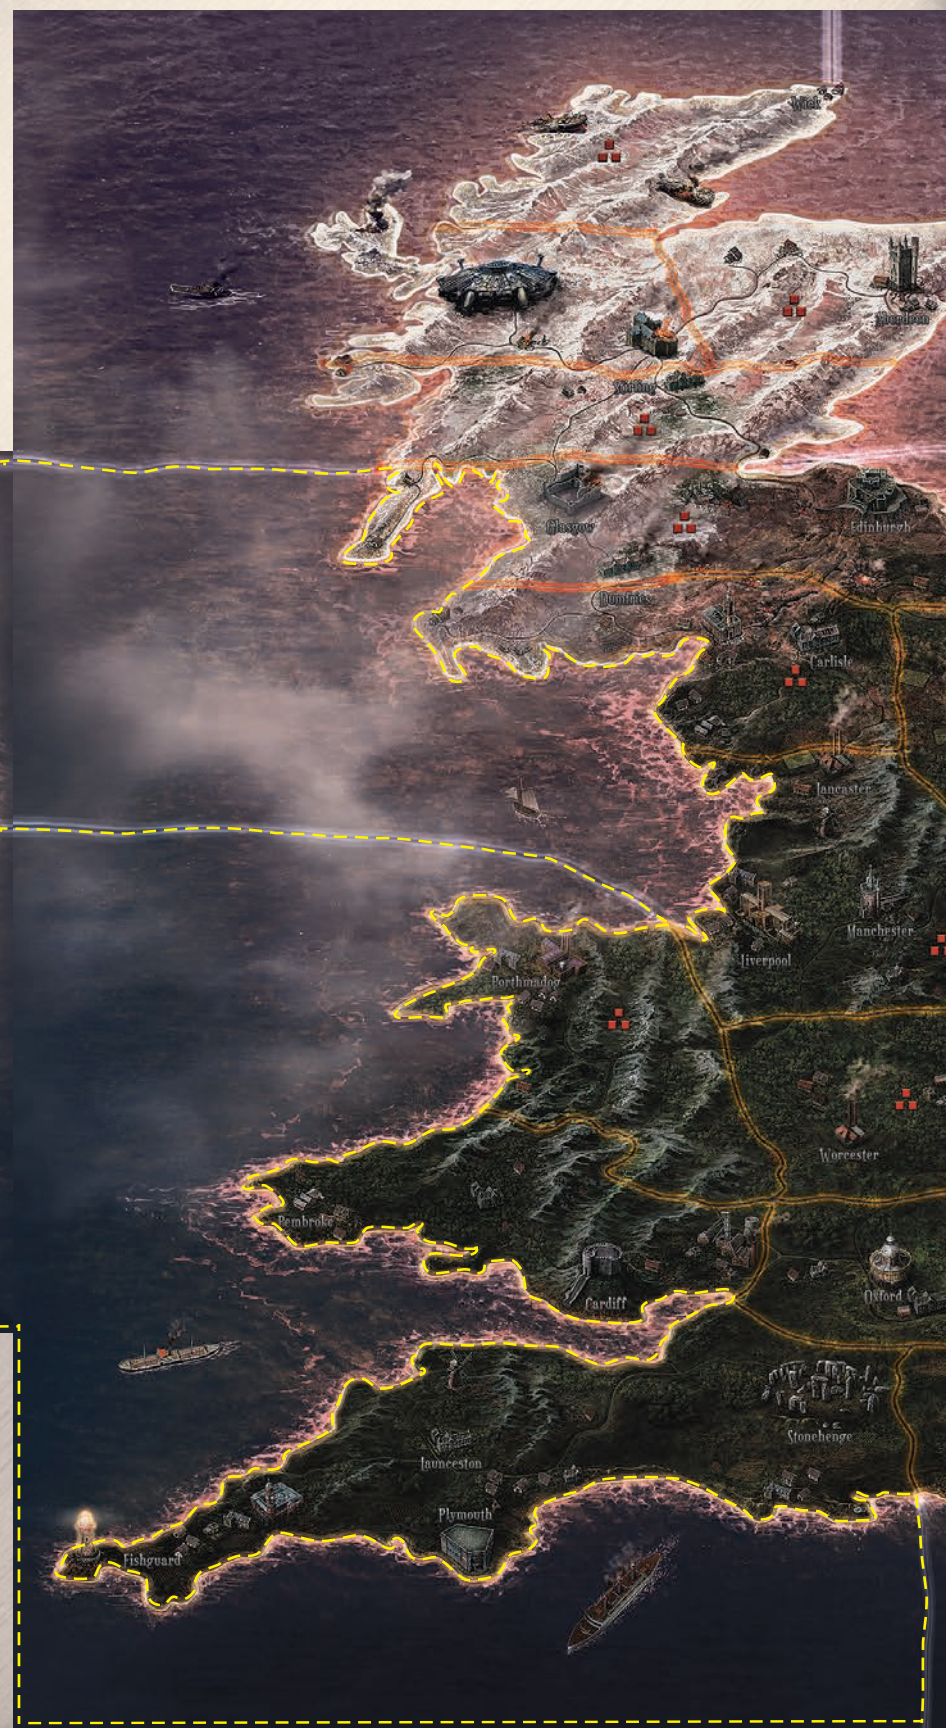 Wick
Aberdeen
Stirling
Glasgow
Edinburgh
Dumfries
Carlisle
Lancaster
Manchester
Liverpool
Porthmadog
Worcester
Pembroke
Oxford
Cardiff
Stonehenge
Launceston
Plymouth
Fishguard